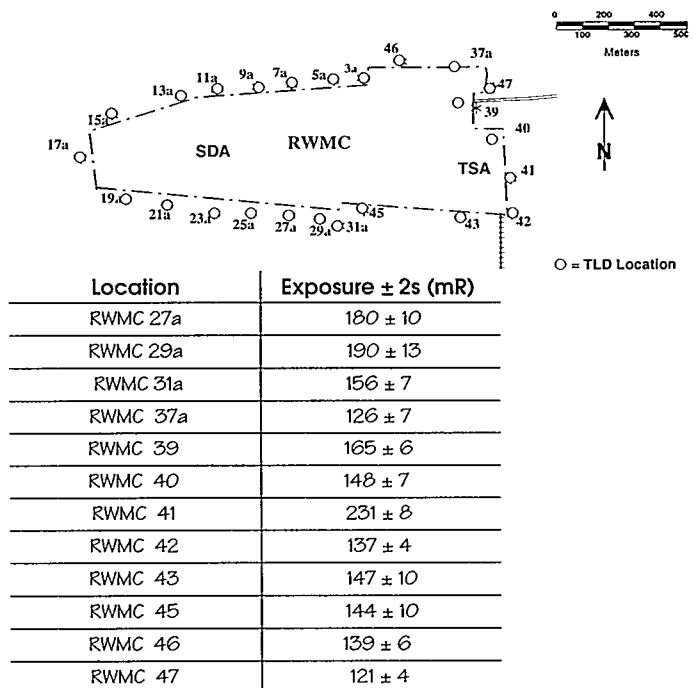 0 200 400
100 300 500
Meters
46
37a
3a
5a
7a
9a
11a
13a
47
39
15a
17a
SDA
RWMC
40
N
TSA
41
19a
21a
23a
25a
27a
29a
31a
45
43
42
O = TLD Location
Location Exposure ± 2s (mR)
RWMC 27a 180 ± 10
RWMC 29a 190 ± 13
RWMC 31a 156 ± 7
RWMC 37a 126 ± 7
RWMC 39 165 ± 6
RWMC 40 148 ± 7
RWMC 41 231 ± 8
RWMC 42 137 ± 4
RWMC 43 147 ± 10
RWMC 45 144 ± 10
RWMC 46 139 ± 6
RWMC 47 121 ± 4